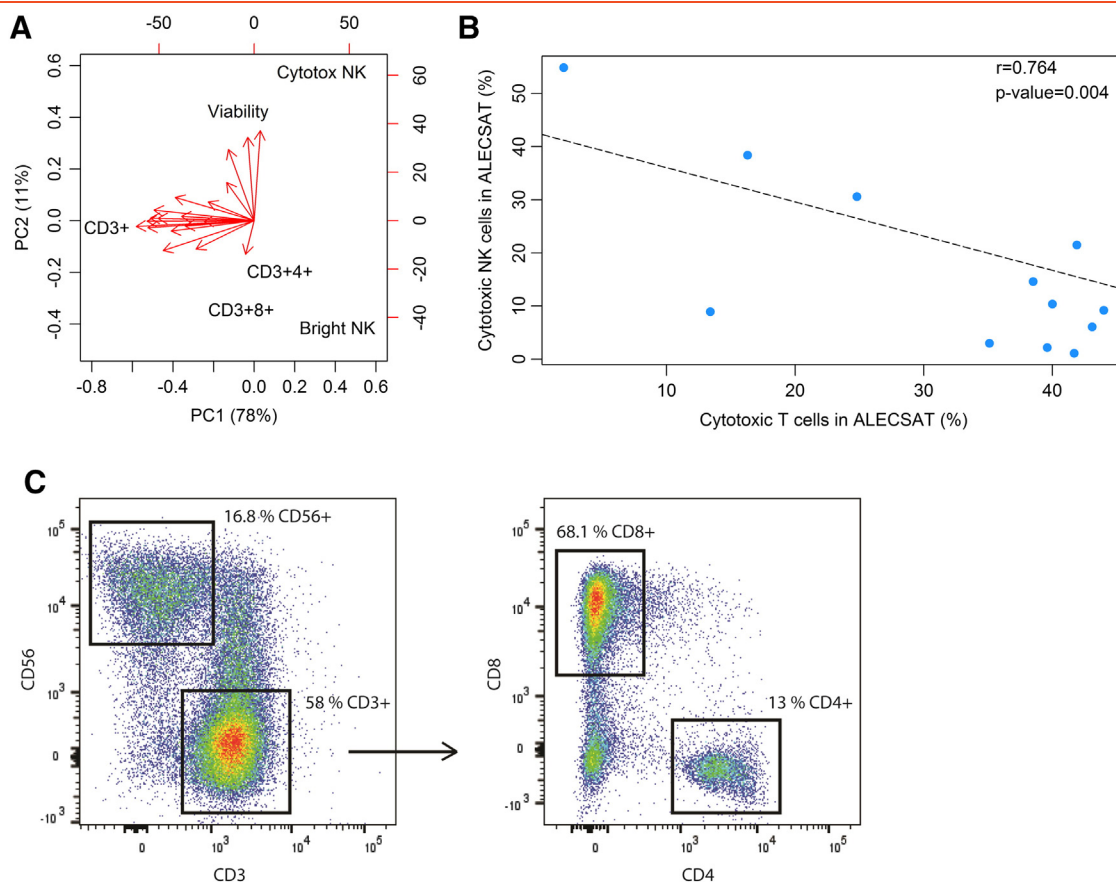 A
-50 0 50
0.6
0.4
0.2
0.0
-0.2
-0.4
PC2 (11%)
Cytotox NK
Viability
CD3+
CD3+4+
CD3+8+
Bright NK
60
40
20
0
-20
-40
-0.8 -0.4 0.0 0.2 0.4 0.6
PC1 (78%)
B
r=0.764
p-value=0.004
Cytotoxic NK cells in ALECSAT (%)
50
40
30
20
10
0
10 20 30 40
Cytotoxic T cells in ALECSAT (%)
C
16.8 % CD56+
58 % CD3+
CD56
10^5
10^4
10^3
0
-10^3
0 10^3 10^4 10^5
CD3
68.1 % CD8+
13 % CD4+
CD8
10^5
10^4
10^3
0
-10^3
0 10^3 10^4 10^5
CD4